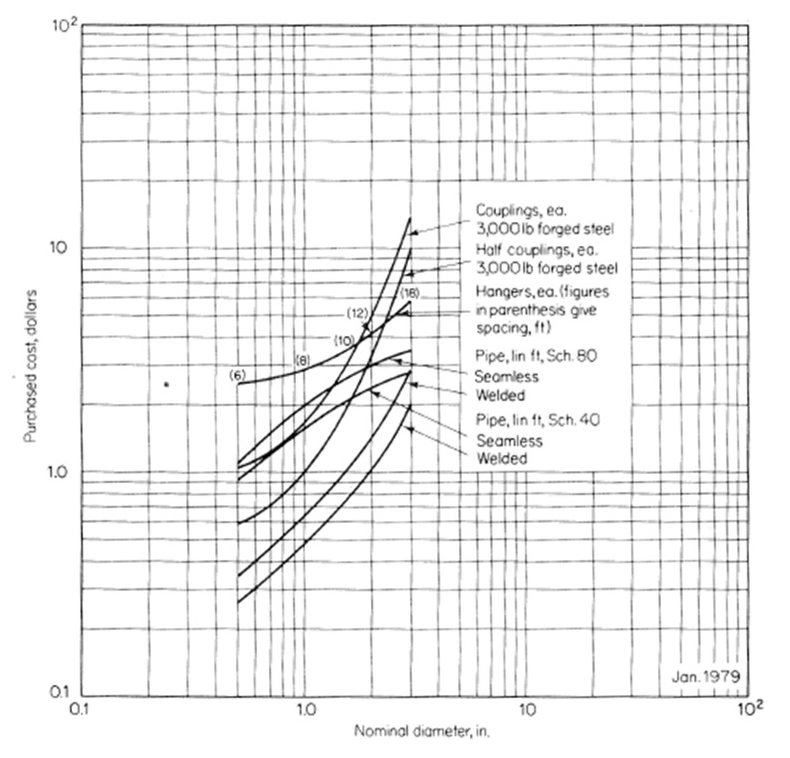 10²
10
1.0
0.1
0.1
1.0
10
10²
Purchased cost, dollars
Nominal diameter, in.
(6)
(8)
(10)
(12)
(18)
Couplings, ea.
3,000 lb forged steel
Half couplings, ea.
3,000 lb forged steel
Hangers, ea. (figures
in parenthesis give
spacing, ft)
Pipe, lin ft, Sch. 80
Seamless
Welded
Pipe, lin ft, Sch. 40
Seamless
Welded
Jan. 1979